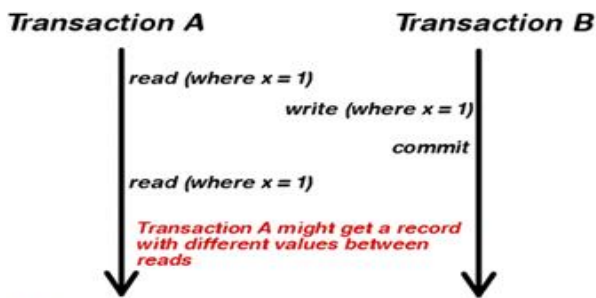 Transaction A
Transaction B
read (where x = 1)
write (where x = 1)
commit
read (where x = 1)
Transaction A might get a record
with different values between
reads